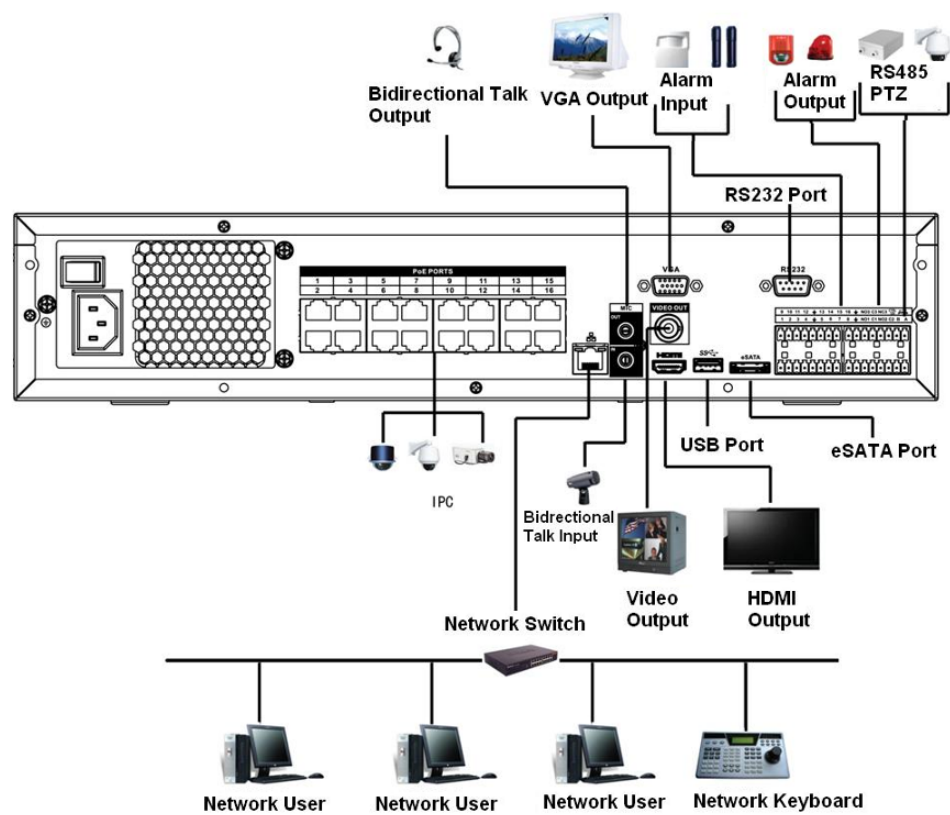 Bidirectional Talk
Output
VGA Output
Alarm
Input
Alarm
Output
RS485
PTZ
RS232 Port
PoE PORTS
1 3 5 7 9 11 13 15
2 4 6 8 10 12 14 16
VGA
RS232
OUT
VIDEO OUT
IN
HDMI
SS
eSATA
USB Port
eSATA Port
IPC
Bidrectional
Talk Input
Video
Output
HDMI
Output
Network Switch
Network User
Network User
Network User
Network Keyboard